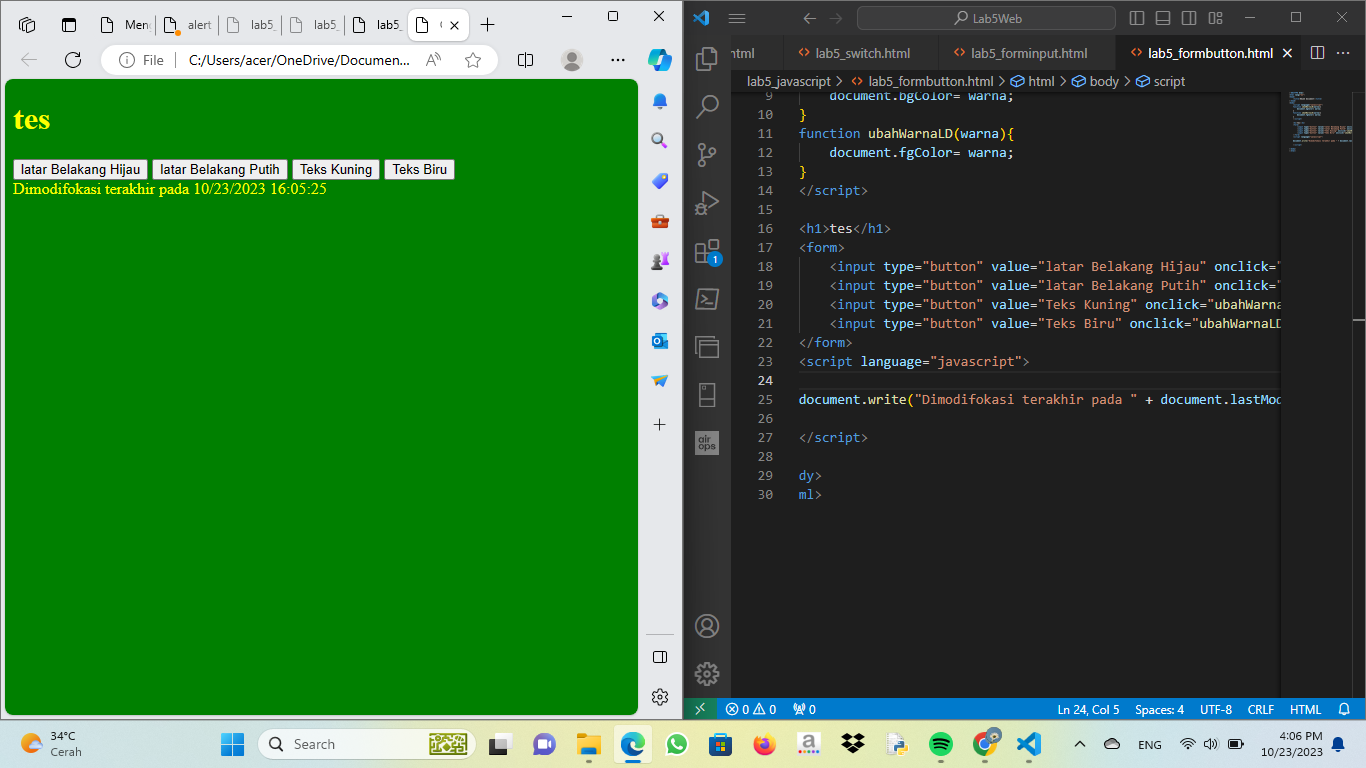 Men
alert
lab5_
lab5_
lab5_
File
C:/Users/acer/OneDrive/Documen...
tes
latar Belakang Hijau
latar Belakang Putih
Teks Kuning
Teks Biru
Dimodifokasi terakhir pada 10/23/2023 16:05:25
Lab5Web
html
lab5_switch.html
lab5_forminput.html
lab5_formbutton.html
lab5_javascript > lab5_formbutton.html > html > body > script
9 document.bgColor= warna;
10 }
11 function ubahWarnaLD(warna){
12 document.fgColor= warna;
13 }
14 </script>
15
16 <h1>tes</h1>
17 <form>
18 <input type="button" value="latar Belakang Hijau" onclick="
19 <input type="button" value="latar Belakang Putih" onclick="
20 <input type="button" value="Teks Kuning" onclick="ubahWarna
21 <input type="button" value="Teks Biru" onclick="ubahWarnaLD
22 </form>
23 <script language="javascript">
24
25 document.write("Dimodifokasi terakhir pada " + document.lastMod
26
27 </script>
28
29 dy>
30 ml>
1
air ops
0 0 0
Ln 24, Col 5
Spaces: 4
UTF-8
CRLF
HTML
34°C
Cerah
Search
ENG
4:06 PM
10/23/2023